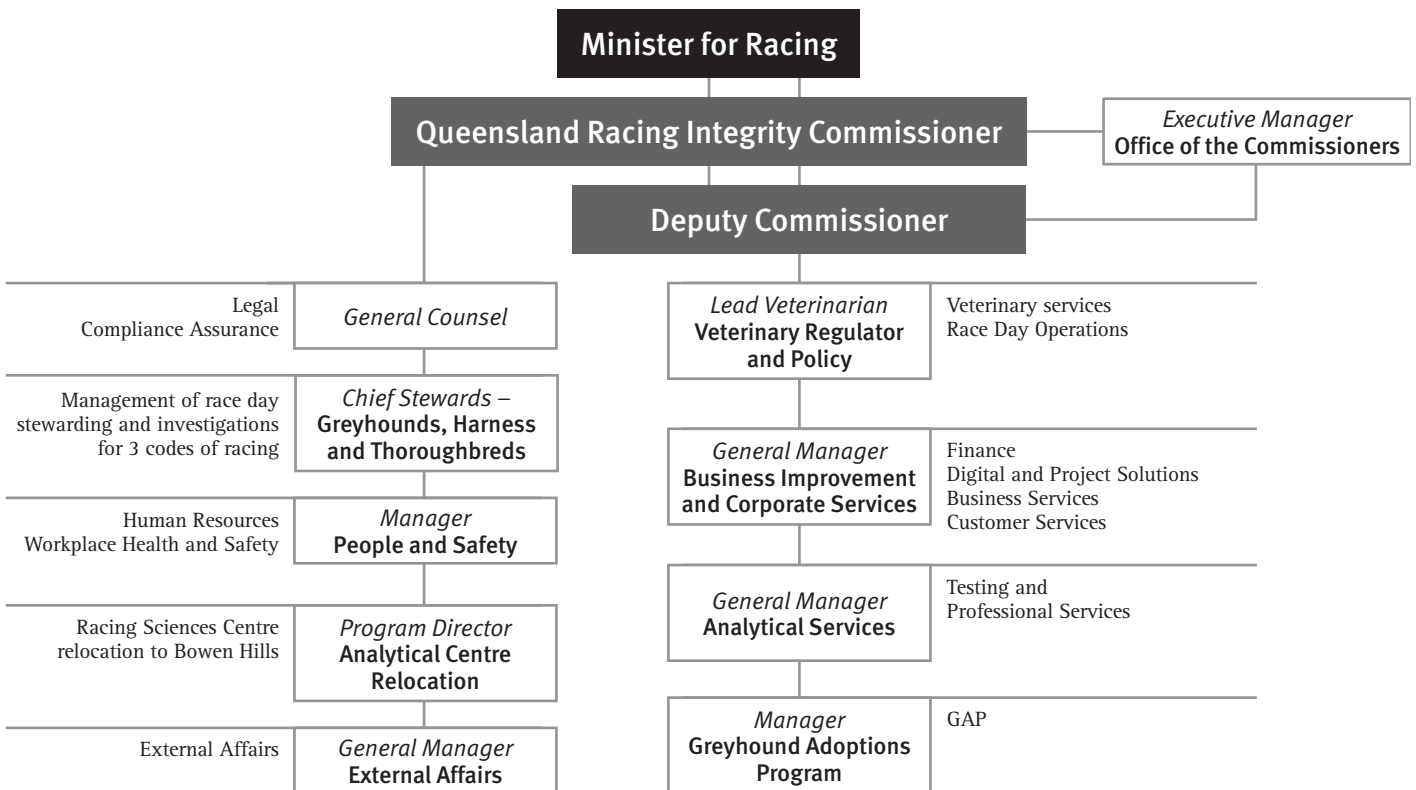 Minister for Racing
Queensland Racing Integrity Commissioner
Executive Manager
Office of the Commissioners
Deputy Commissioner
Legal
Compliance Assurance
General Counsel
Management of race day
stewarding and investigations
for 3 codes of racing
Chief Stewards –
Greyhounds, Harness
and Thoroughbreds
Human Resources
Workplace Health and Safety
Manager
People and Safety
Racing Sciences Centre
relocation to Bowen Hills
Program Director
Analytical Centre
Relocation
External Affairs
General Manager
External Affairs
Lead Veterinarian
Veterinary Regulator
and Policy
Veterinary services
Race Day Operations
General Manager
Business Improvement
and Corporate Services
Finance
Digital and Project Solutions
Business Services
Customer Services
General Manager
Analytical Services
Testing and
Professional Services
Manager
Greyhound Adoptions
Program
GAP